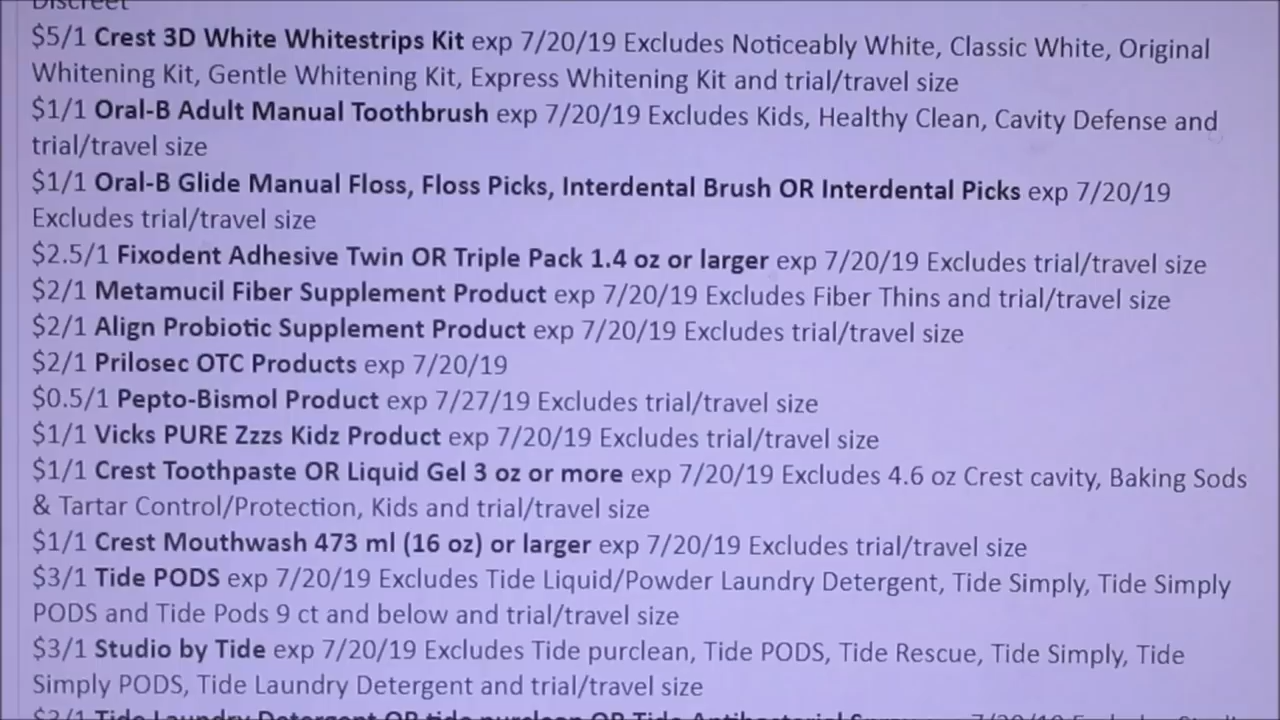 Discreet
$5/1 Crest 3D White Whitestrips Kit exp 7/20/19 Excludes Noticeably White, Classic White, Original
Whitening Kit, Gentle Whitening Kit, Express Whitening Kit and trial/travel size
$1/1 Oral-B Adult Manual Toothbrush exp 7/20/19 Excludes Kids, Healthy Clean, Cavity Defense and
trial/travel size
$1/1 Oral-B Glide Manual Floss, Floss Picks, Interdental Brush OR Interdental Picks exp 7/20/19
Excludes trial/travel size
$2.5/1 Fixodent Adhesive Twin OR Triple Pack 1.4 oz or larger exp 7/20/19 Excludes trial/travel size
$2/1 Metamucil Fiber Supplement Product exp 7/20/19 Excludes Fiber Thins and trial/travel size
$2/1 Align Probiotic Supplement Product exp 7/20/19 Excludes trial/travel size
$2/1 Prilosec OTC Products exp 7/20/19
$0.5/1 Pepto-Bismol Product exp 7/27/19 Excludes trial/travel size
$1/1 Vicks PURE Zzzs Kidz Product exp 7/20/19 Excludes trial/travel size
$1/1 Crest Toothpaste OR Liquid Gel 3 oz or more exp 7/20/19 Excludes 4.6 oz Crest cavity, Baking Sods
& Tartar Control/Protection, Kids and trial/travel size
$1/1 Crest Mouthwash 473 ml (16 oz) or larger exp 7/20/19 Excludes trial/travel size
$3/1 Tide PODS exp 7/20/19 Excludes Tide Liquid/Powder Laundry Detergent, Tide Simply, Tide Simply
PODS and Tide Pods 9 ct and below and trial/travel size
$3/1 Studio by Tide exp 7/20/19 Excludes Tide purclean, Tide PODS, Tide Rescue, Tide Simply, Tide
Simply PODS, Tide Laundry Detergent and trial/travel size
Tide Laundry Detergent OR tide purclean OR Tide Antibacterial